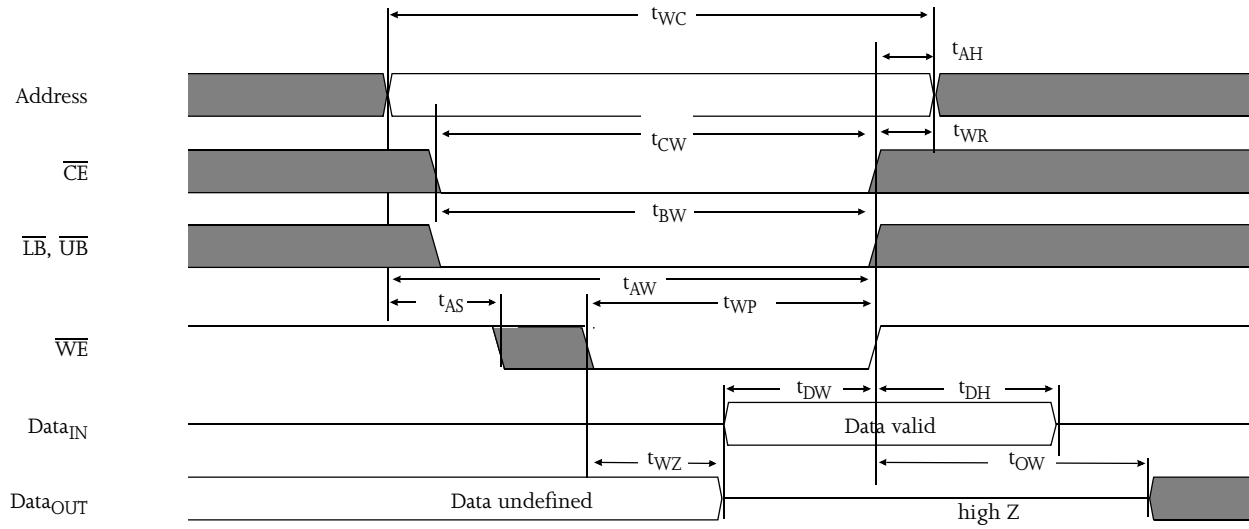 tWC
tAH
Address
tCW
tWR
CE
tBW
LB, UB
tAW
tAS
tWP
WE
tDW
tDH
DataIN
Data valid
tWZ
tOW
DataOUT
Data undefined
high Z